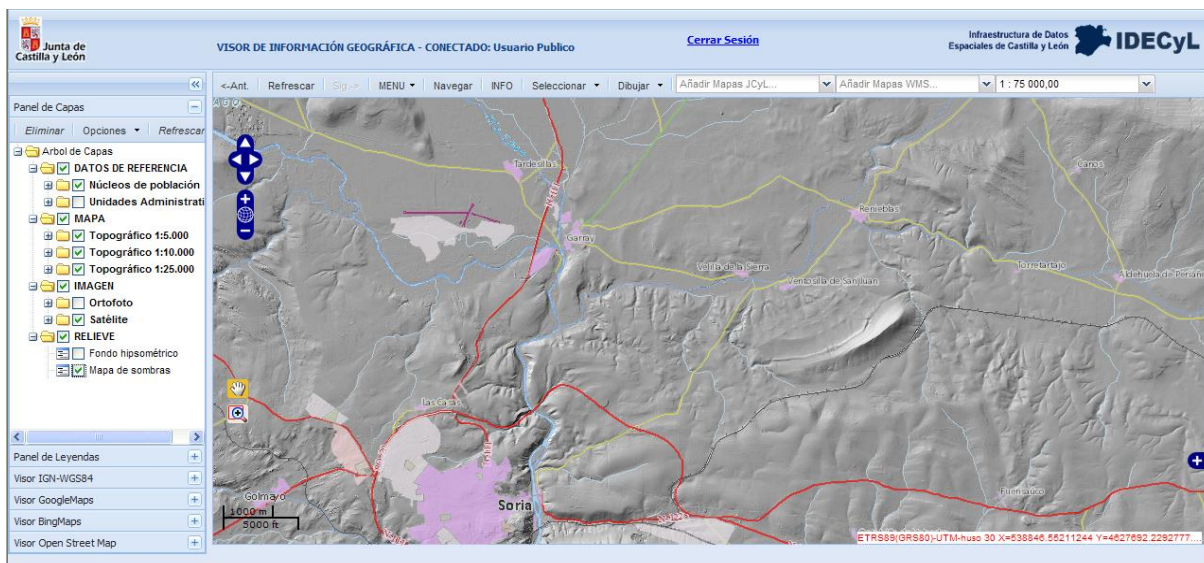 Junta de
Castilla y León
VISOR DE INFORMACIÓN GEOGRÁFICA - CONECTADO: Usuario Publico
Cerrar Sesión
Infraestructura de Datos
Espaciales de Castilla y León
IDECyL
<-Ant.
Refrescar
Sig.->
MENU
Navegar
INFO
Seleccionar
Dibujar
Añadir Mapas JCyL...
Añadir Mapas WMS...
1 : 75 000,00
Panel de Capas
Eliminar
Opciones
Refrescar
Arbol de Capas
DATOS DE REFERENCIA
Núcleos de población
Unidades Administrati
MAPA
Topográfico 1:5.000
Topográfico 1:10.000
Topográfico 1:25.000
IMAGEN
Ortofoto
Satélite
RELIEVE
Fondo hipsométrico
Mapa de sombras
Panel de Leyendas
Visor IGN-WGS84
Visor GoogleMaps
Visor BingMaps
Visor Open Street Map
Tardesillas
Garray
Canos
Renieblas
Velilla de la Sierra
Ventosilla de San Juan
Torretartajo
Aldehuela de Periáñe
N-111
Las Casas
Golmayo
Soria
Fuensaúco
1000 m
5000 ft
ETRS89(GRS80)-UTM-huso 30 X=538846.55211244 Y=4627692.2292777....